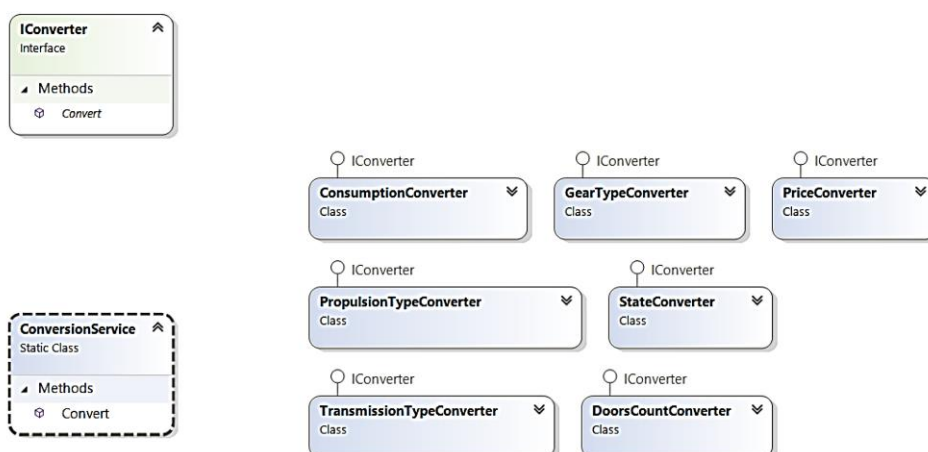 IConverter
Interface
Methods
Convert
IConverter
IConverter
IConverter
ConsumptionConverter
GearTypeConverter
PriceConverter
Class
Class
Class
IConverter
IConverter
PropulsionTypeConverter
StateConverter
Class
Class
ConversionService
Static Class
Methods
Convert
IConverter
IConverter
TransmissionTypeConverter
DoorsCountConverter
Class
Class